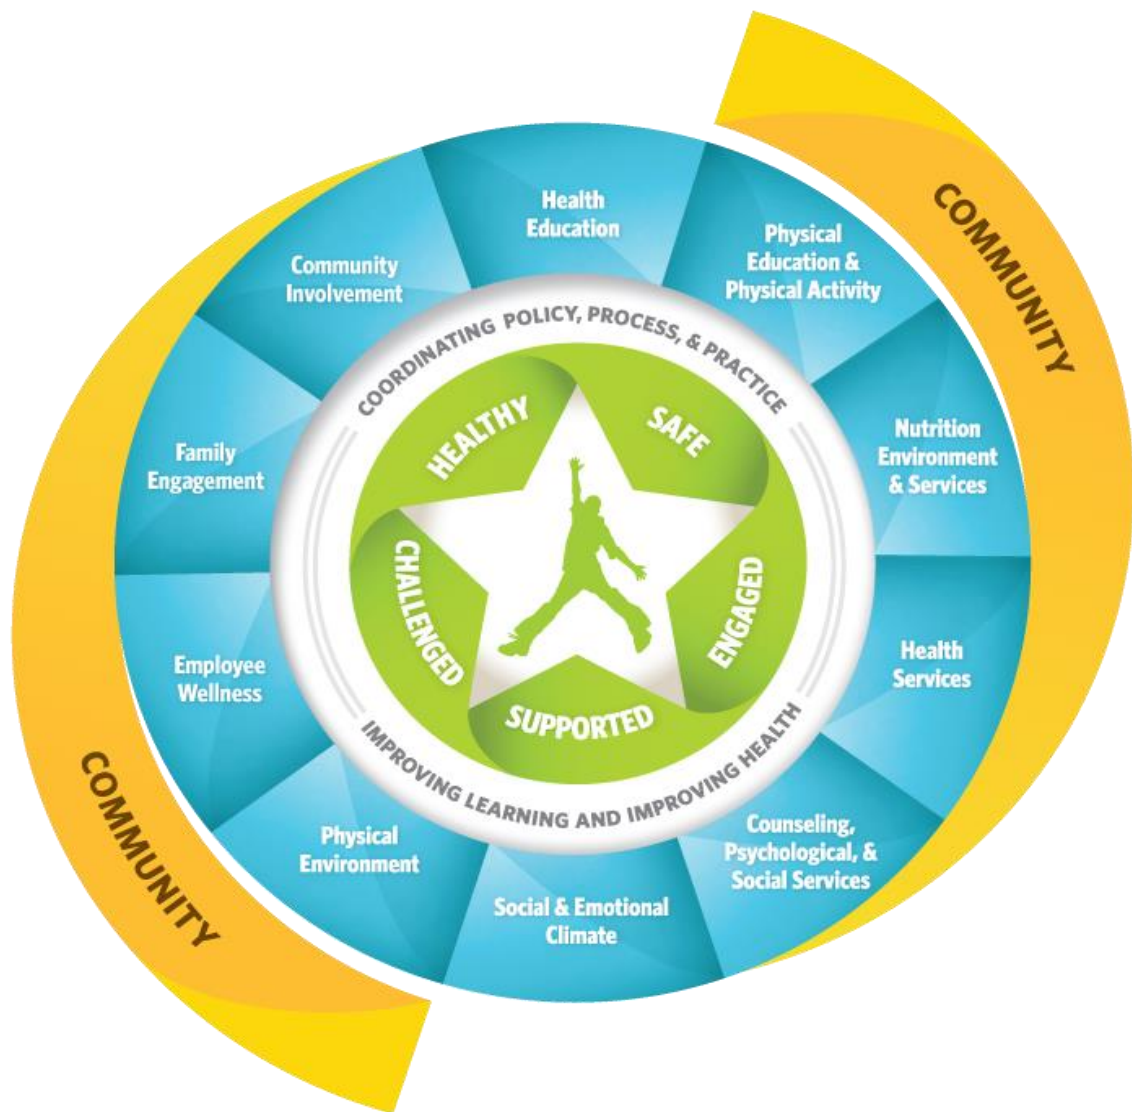 COMMUNITY
Health
Education
Physical
Education &
Physical Activity
Nutrition
Environment
& Services
Health
Services
Counseling,
Psychological, &
Social Services
Social & Emotional
Climate
Physical
Environment
Employee
Wellness
Family
Engagement
Community
Involvement
COORDINATING POLICY, PROCESS, & PRACTICE
IMPROVING LEARNING AND IMPROVING HEALTH
HEALTHY
SAFE
ENGAGED
SUPPORTED
CHALLENGED
COMMUNITY